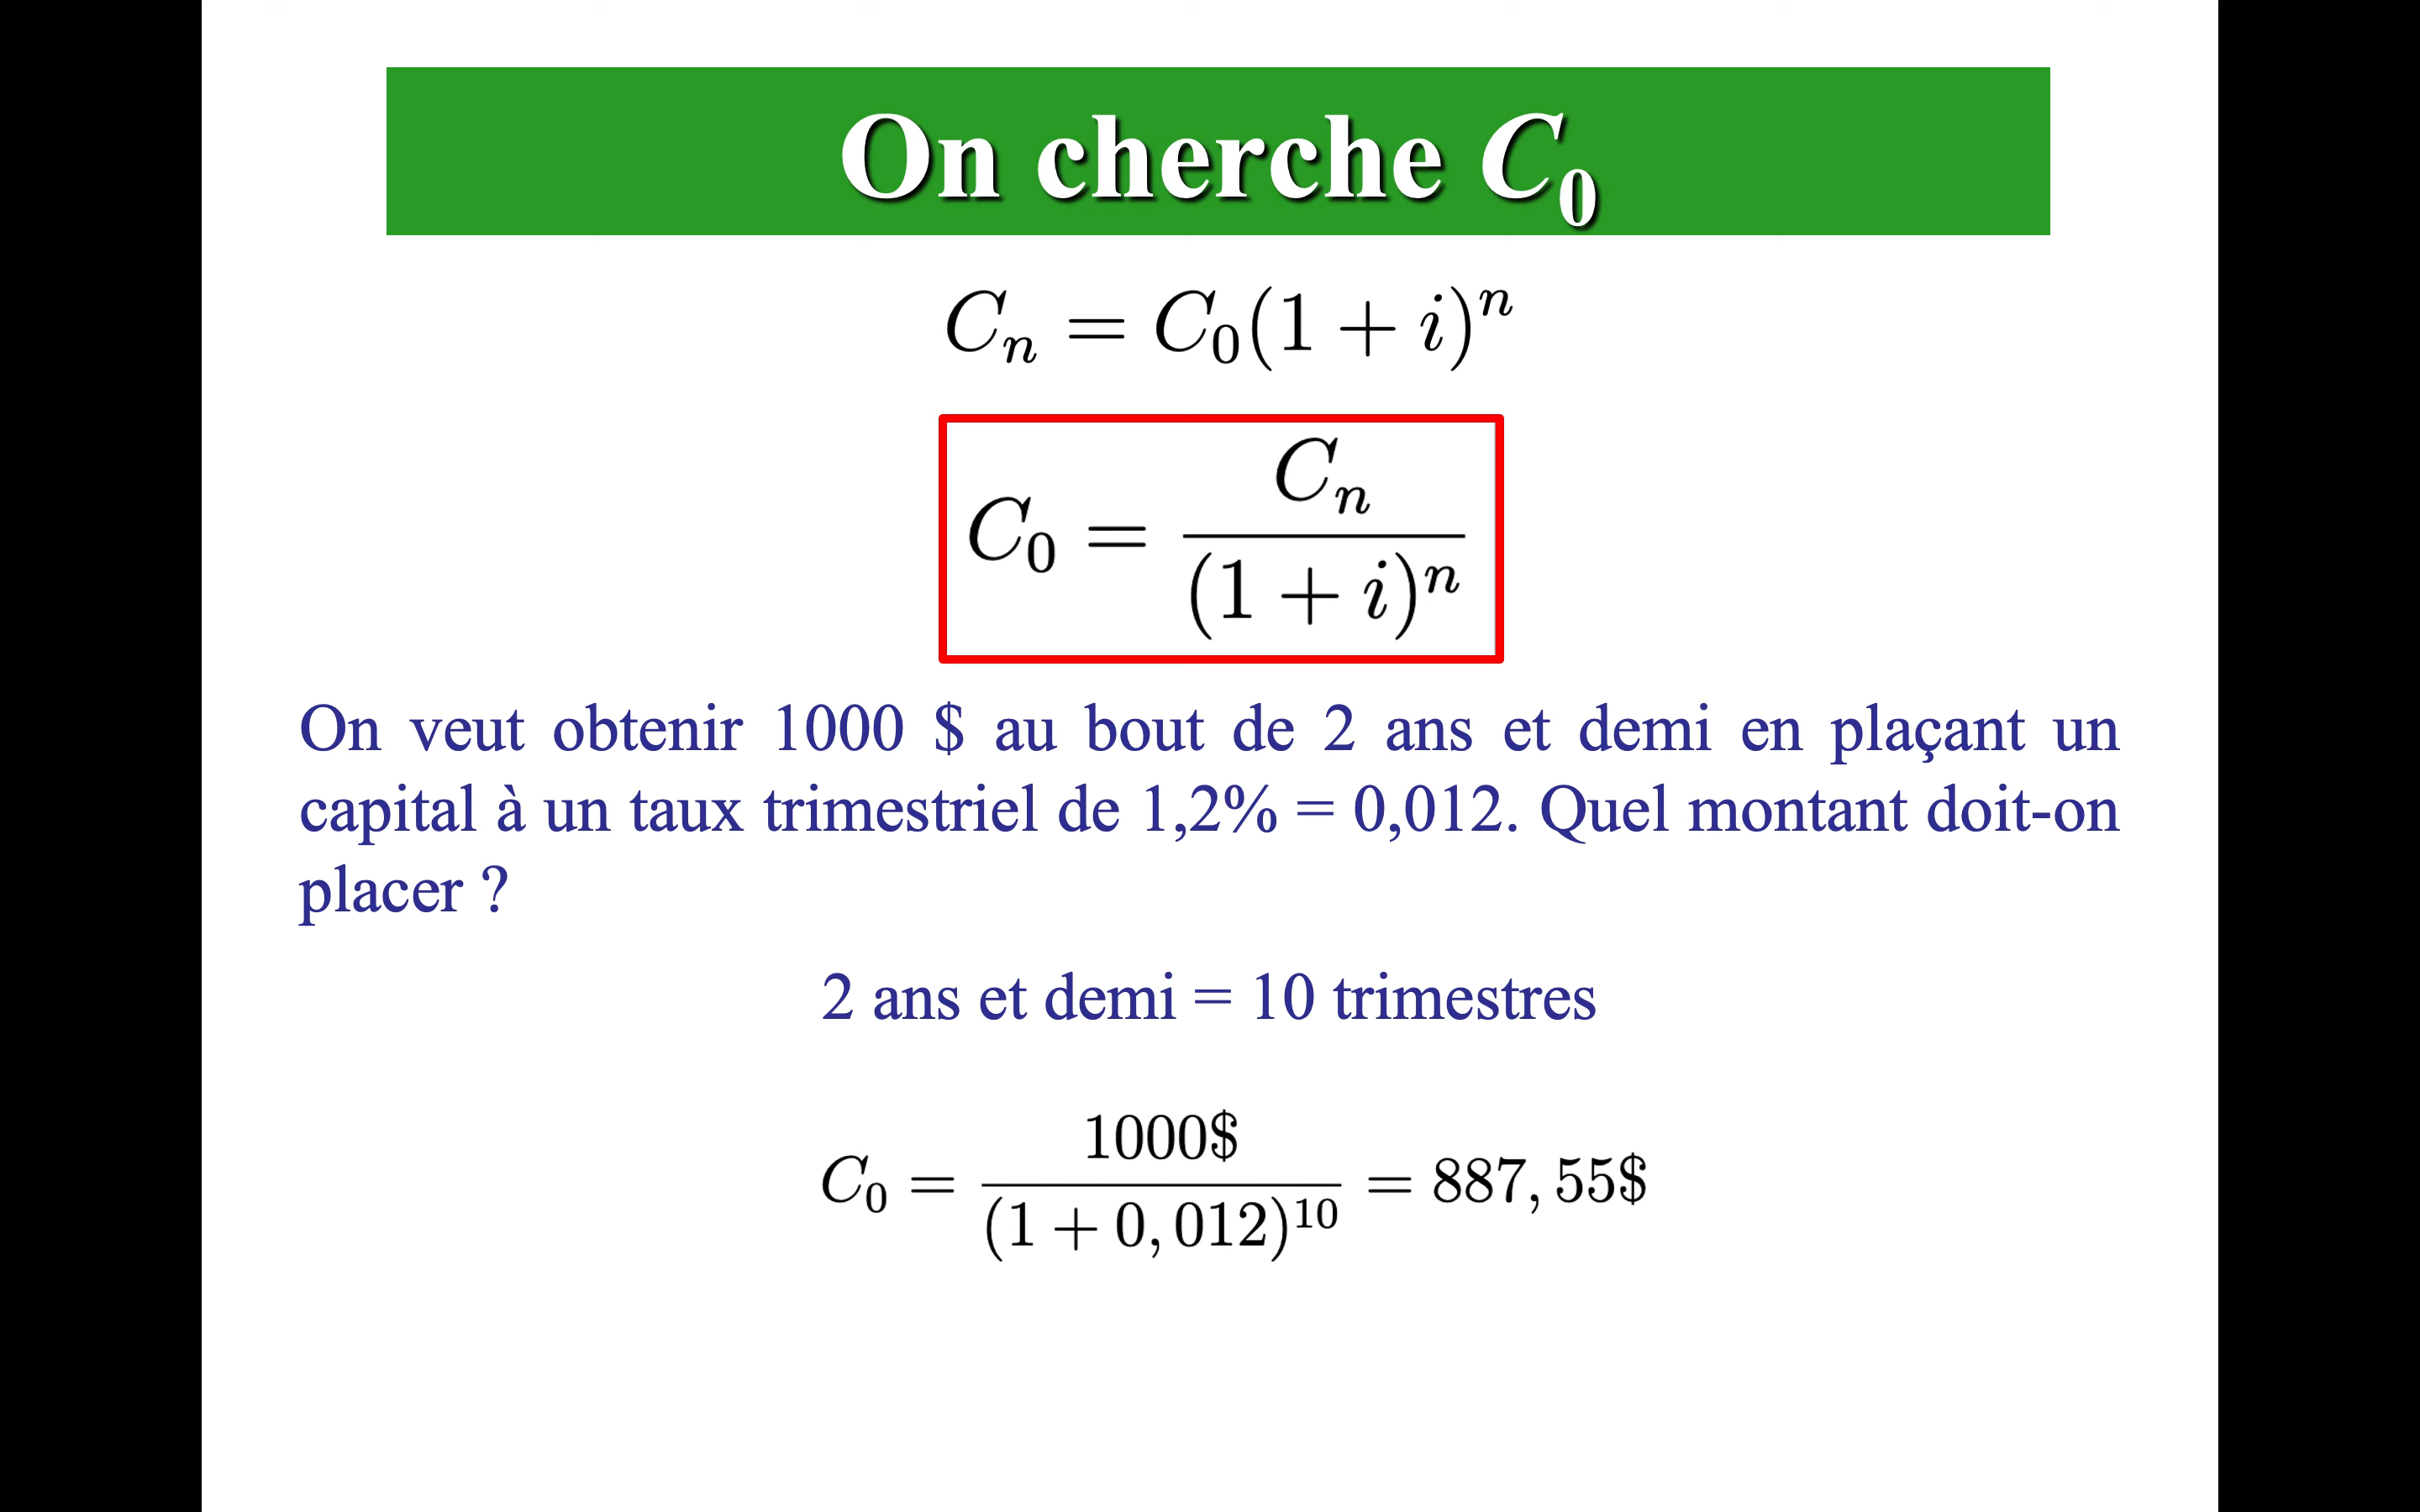 On cherche C₀
Cₙ = C₀(1 + i)ⁿ
C₀ = Cₙ / (1 + i)ⁿ
On veut obtenir 1000 $ au bout de 2 ans et demi en plaçant un
capital à un taux trimestriel de 1,2% = 0,012. Quel montant doit-on
placer ?
2 ans et demi = 10 trimestres
C₀ = 1000$ / (1 + 0, 012)¹⁰ = 887, 55$